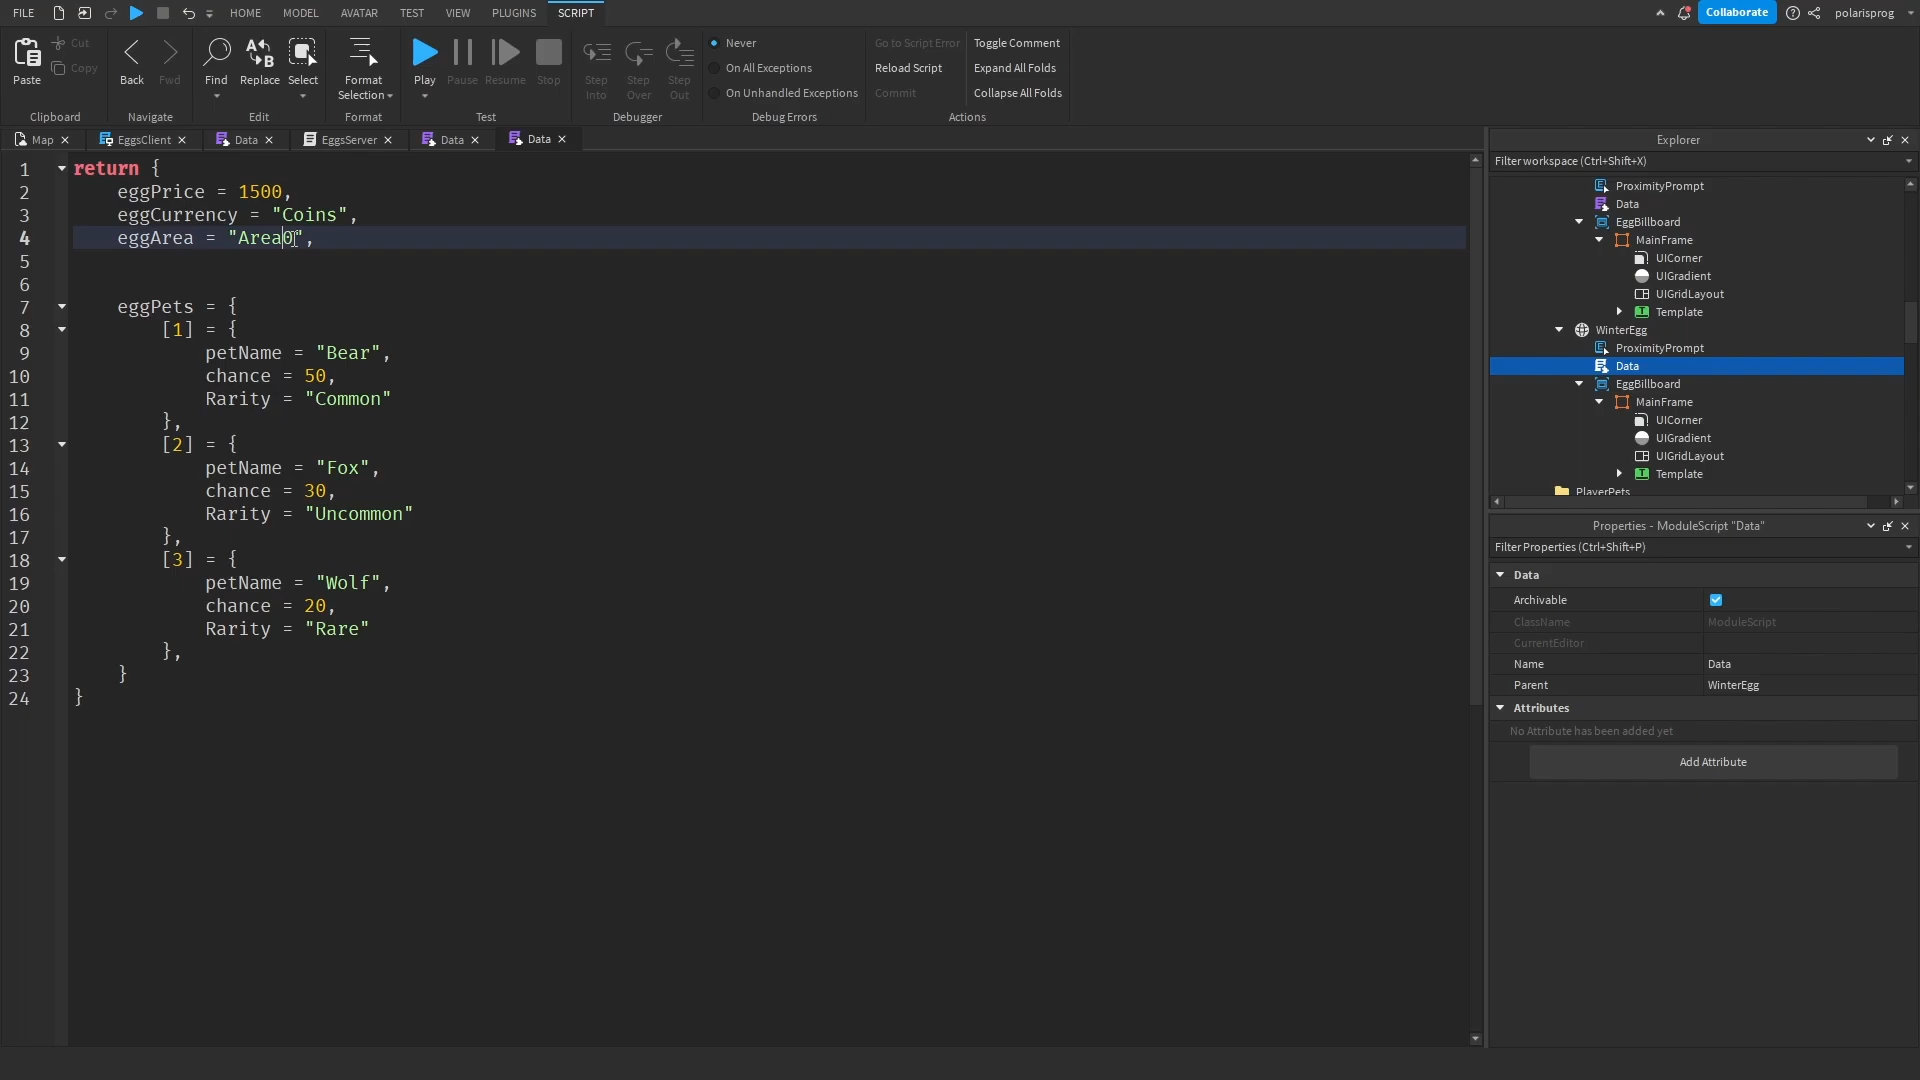 FILE HOME MODEL AVATAR TEST VIEW PLUGINS SCRIPT Collaborate polarisprog
Paste Cut Copy
Clipboard
Back Fwd
Navigate
Find Replace Select
Edit
Format Selection
Format
Play Pause Resume Stop
Test
Step Into Step Over Step Out
Debugger
Never
On All Exceptions
On Unhandled Exceptions
Debug Errors
Go to Script Error Toggle Comment
Reload Script Expand All Folds
Commit Collapse All Folds
Actions
Map EggsClient Data EggsServer Data Data
1 return {
2 eggPrice = 1500,
3 eggCurrency = "Coins",
4 eggArea = "Area0",
5
6
7 eggPets = {
8 [1] = {
9 petName = "Bear",
10 chance = 50,
11 Rarity = "Common"
12 },
13 [2] = {
14 petName = "Fox",
15 chance = 30,
16 Rarity = "Uncommon"
17 },
18 [3] = {
19 petName = "Wolf",
20 chance = 20,
21 Rarity = "Rare"
22 },
23 }
24 }
Explorer
Filter workspace (Ctrl+Shift+X)
ProximityPrompt
Data
EggBillboard
MainFrame
UICorner
UIGradient
UIGridLayout
Template
WinterEgg
ProximityPrompt
Data
EggBillboard
MainFrame
UICorner
UIGradient
UIGridLayout
Template
PlayerPets
Properties - ModuleScript "Data"
Filter Properties (Ctrl+Shift+P)
Data
Archivable
ClassName ModuleScript
CurrentEditor
Name Data
Parent WinterEgg
Attributes
No Attribute has been added yet
Add Attribute